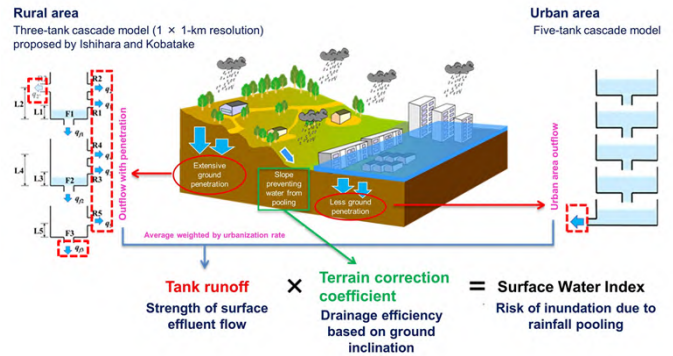 Rural area
Three-tank cascade model (1 × 1-km resolution)
proposed by Ishihara and Kobatake
Urban area
Five-tank cascade model
R2
L2
L1
F1
R1
R4
L4
L3
F2
R3
R5
L5
F3
Outflow with penetration
Extensive
ground
penetration
Slope
preventing
water from
pooling
Less ground
penetration
Urban area outflow
Average weighted by urbanization rate
Tank runoff
Strength of surface
effluent flow
×
Terrain correction
coefficient
Drainage efficiency
based on ground
inclination
=
Surface Water Index
Risk of inundation due to
rainfall pooling